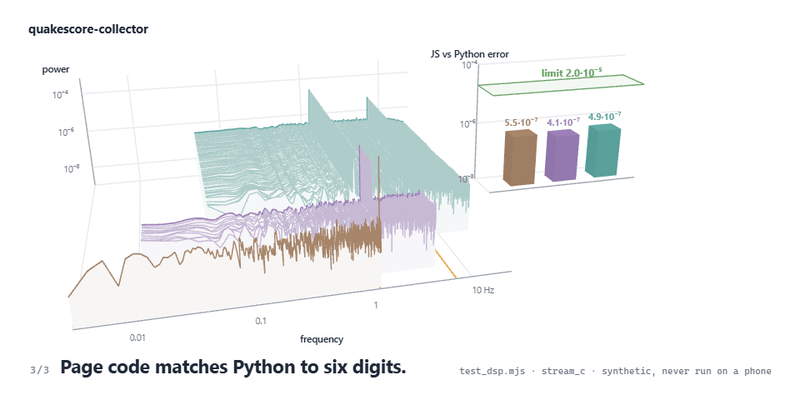 quakescore-collector
JS vs Python error
power
10⁻⁴
10⁻⁶
10⁻⁸
10⁻⁴
10⁻⁶
10⁻⁸
limit 2.0·10⁻⁵
5.5·10⁻⁷
4.1·10⁻⁷
4.9·10⁻⁷
0.01
0.1
1
10 Hz
frequency
3/3 Page code matches Python to six digits.
test_dsp.mjs · stream_c · synthetic, never run on a phone